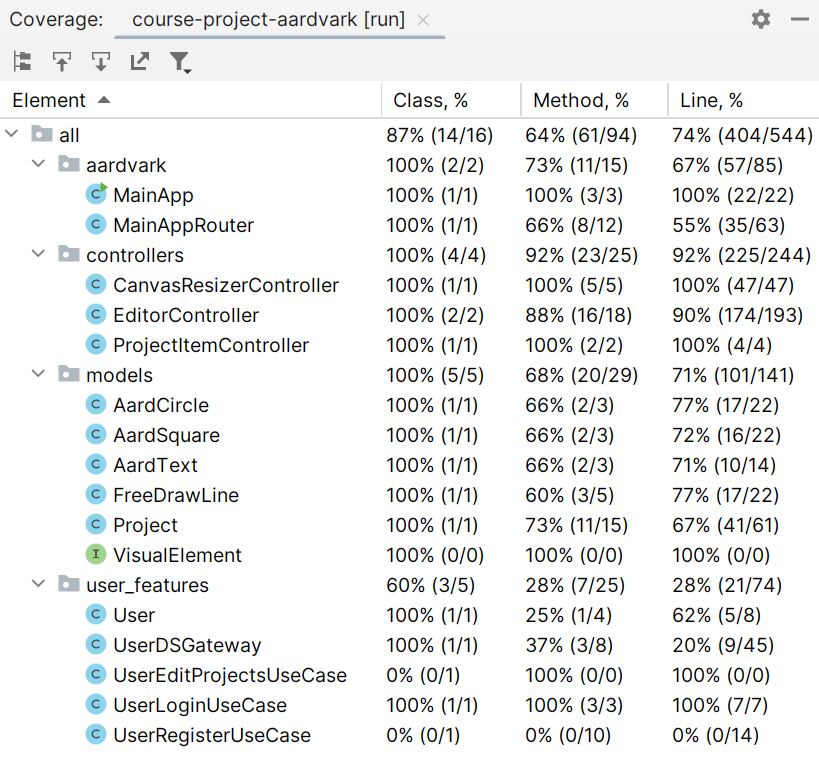 Coverage: course-project-aardvark [run]
Element Class, % Method, % Line, %
all 87% (14/16) 64% (61/94) 74% (404/544)
aardvark 100% (2/2) 73% (11/15) 67% (57/85)
C MainApp 100% (1/1) 100% (3/3) 100% (22/22)
C MainAppRouter 100% (1/1) 66% (8/12) 55% (35/63)
controllers 100% (4/4) 92% (23/25) 92% (225/244)
C CanvasResizerController 100% (1/1) 100% (5/5) 100% (47/47)
C EditorController 100% (2/2) 88% (16/18) 90% (174/193)
C ProjectItemController 100% (1/1) 100% (2/2) 100% (4/4)
models 100% (5/5) 68% (20/29) 71% (101/141)
C AardCircle 100% (1/1) 66% (2/3) 77% (17/22)
C AardSquare 100% (1/1) 66% (2/3) 72% (16/22)
C AardText 100% (1/1) 66% (2/3) 71% (10/14)
C FreeDrawLine 100% (1/1) 60% (3/5) 77% (17/22)
C Project 100% (1/1) 73% (11/15) 67% (41/61)
I VisualElement 100% (0/0) 100% (0/0) 100% (0/0)
user_features 60% (3/5) 28% (7/25) 28% (21/74)
C User 100% (1/1) 25% (1/4) 62% (5/8)
C UserDSGateway 100% (1/1) 37% (3/8) 20% (9/45)
C UserEditProjectsUseCase 0% (0/1) 100% (0/0) 100% (0/0)
C UserLoginUseCase 100% (1/1) 100% (3/3) 100% (7/7)
C UserRegisterUseCase 0% (0/1) 0% (0/10) 0% (0/14)